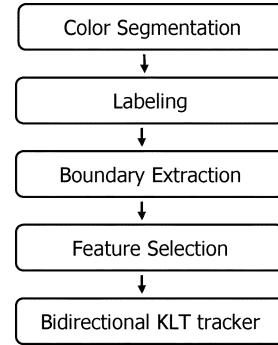 Color Segmentation
Labeling
Boundary Extraction
Feature Selection
Bidirectional KLT tracker